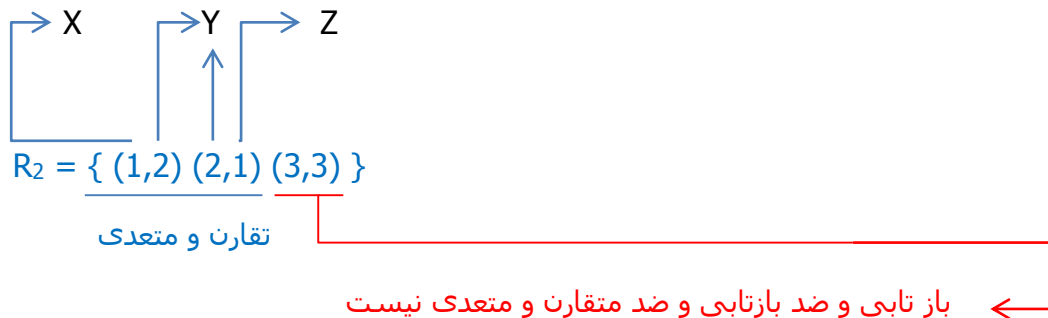 X Y Z
R₂ = { (1,2) (2,1) (3,3) }
تقارن و متعدی
باز تابی و ضد بازتابی و ضد متقارن و متعدی نیست